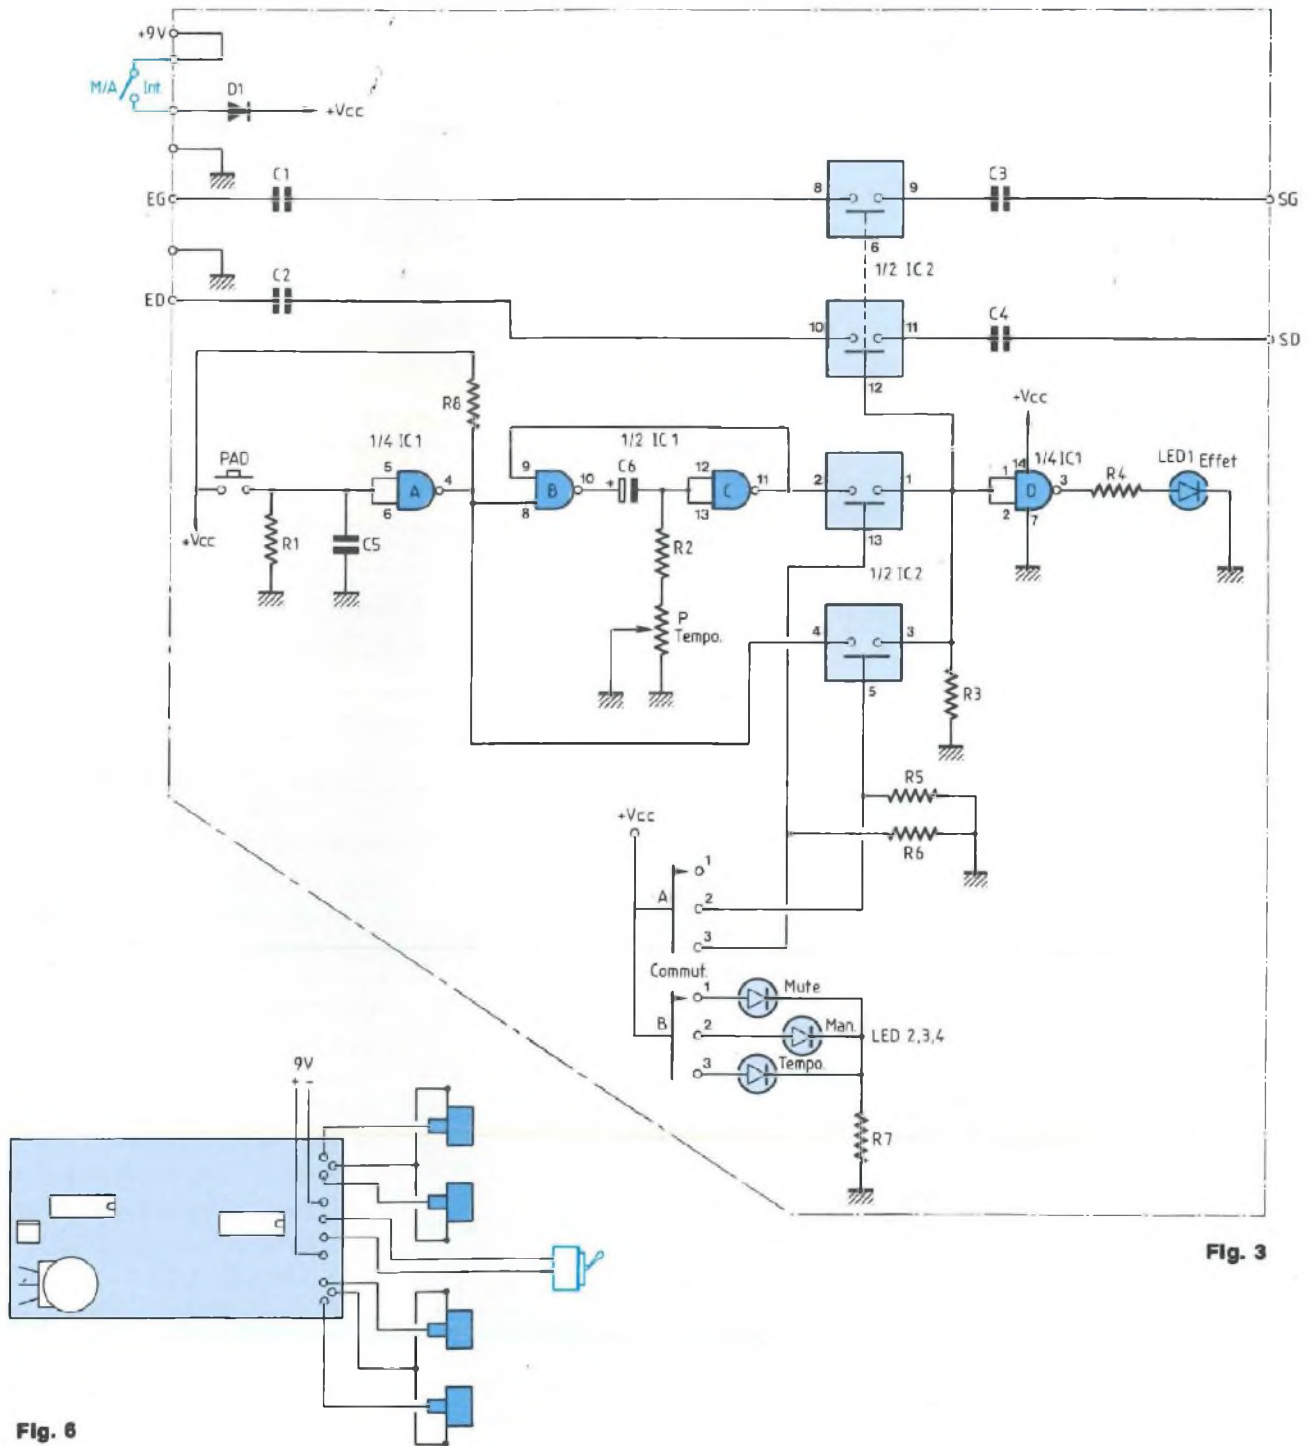 +9V
M/A Int.
D1
+Vcc
EG
C1
8
9
6
C3
SG
1/2 IC2
ED
C2
10
11
12
C4
SD
R8
PAD
+Vcc
R1
C5
1/4 IC1
5
6
A
4
1/2 IC1
9
8
B
10
C6
+
12
13
C
11
R2
P
Tempo.
2
1
13
1/2 IC2
4
3
5
R3
+Vcc
14
1/4 IC1
1
2
D
3
7
R4
LED1 Effet
R5
R6
+Vcc
A
1
2
3
Commut.
B
1
2
3
Mute
Man.
Tempo.
LED 2,3,4
R7
Fig. 3
9V
+ -
Fig. 6